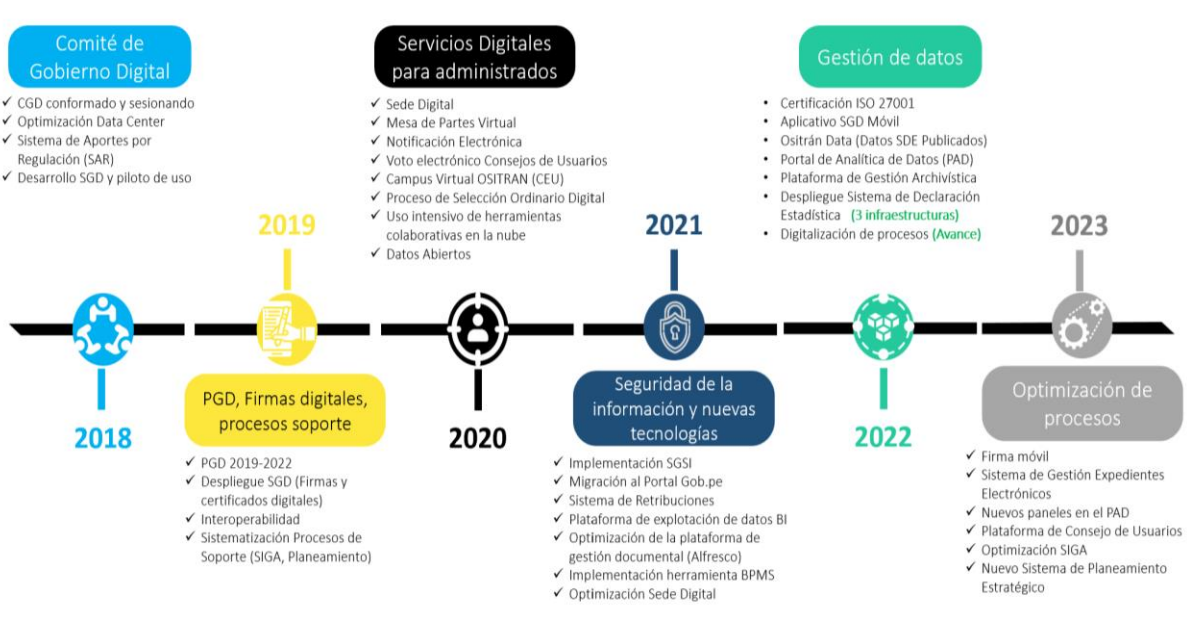 Comité de
Gobierno Digital
✓ CGD conformado y sesionando
✓ Optimización Data Center
✓ Sistema de Aportes por
Regulación (SAR)
✓ Desarrollo SGD y piloto de uso
2018
2019
PGD, Firmas digitales,
procesos soporte
✓ PGD 2019-2022
✓ Despliegue SGD (Firmas y
certificados digitales)
✓ Interoperabilidad
✓ Sistematización Procesos de
Soporte (SIGA, Planeamiento)
Servicios Digitales
para administrados
✓ Sede Digital
✓ Mesa de Partes Virtual
✓ Notificación Electrónica
✓ Voto electrónico Consejos de Usuarios
✓ Campus Virtual OSITRAN (CEU)
✓ Proceso de Selección Ordinario Digital
✓ Uso intensivo de herramientas
colaborativas en la nube
✓ Datos Abiertos
2020
2021
Seguridad de la
información y nuevas
tecnologías
✓ Implementación SGSI
✓ Migración al Portal Gob.pe
✓ Sistema de Retribuciones
✓ Plataforma de explotación de datos BI
✓ Optimización de la plataforma de
gestión documental (Alfresco)
✓ Implementación herramienta BPMS
✓ Optimización Sede Digital
Gestión de datos
• Certificación ISO 27001
• Aplicativo SGD Móvil
• Ositrán Data (Datos SDE Publicados)
• Portal de Analítica de Datos (PAD)
• Plataforma de Gestión Archivística
• Despliegue Sistema de Declaración
Estadística (3 infraestructuras)
• Digitalización de procesos (Avance)
2022
2023
Optimización de
procesos
✓ Firma móvil
✓ Sistema de Gestión Expedientes
Electrónicos
✓ Nuevos paneles en el PAD
✓ Plataforma de Consejo de Usuarios
✓ Optimización SIGA
✓ Nuevo Sistema de Planeamiento
Estratégico